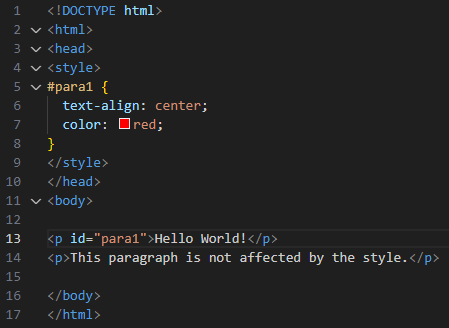 1 <!DOCTYPE html>
2 <html>
3 <head>
4 <style>
5 #para1 {
6   text-align: center;
7   color: red;
8 }
9 </style>
10 </head>
11 <body>
12
13 <p id="para1">Hello World!</p>
14 <p>This paragraph is not affected by the style.</p>
15
16 </body>
17 </html>